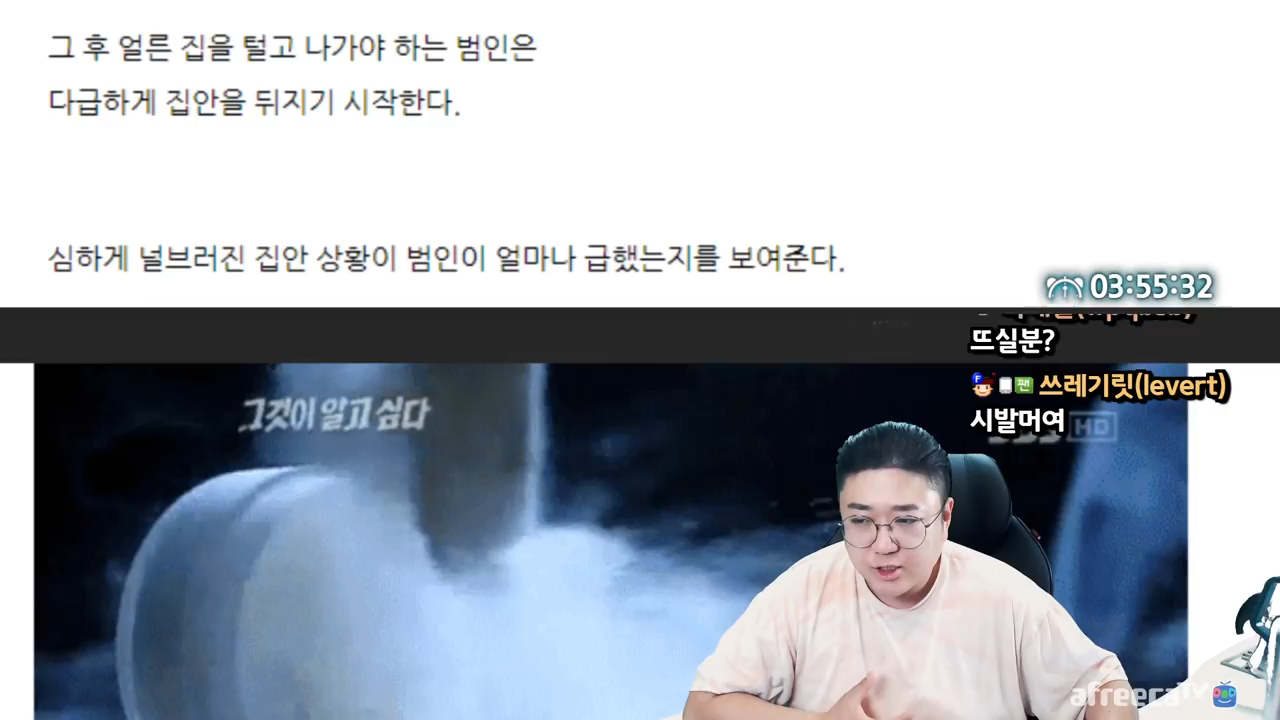 그 후 얼른 집을 털고 나가야 하는 범인은
다급하게 집안을 뒤지기 시작한다.
심하게 널브러진 집안 상황이 범인이 얼마나 급했는지를 보여준다.
03:55:32
뜨실분?
팬 쓰레기릿(levert)
시발머여
그것이 알고 싶다
HD
afreecaTV